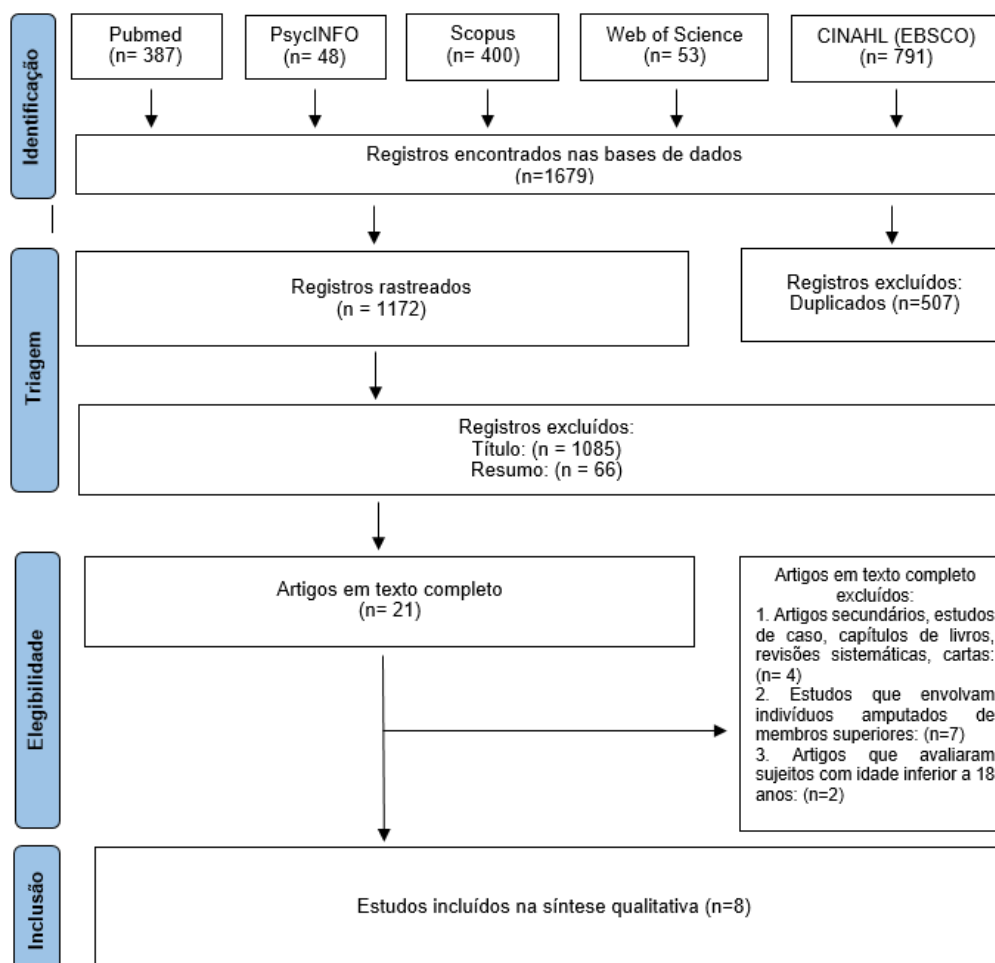 Identificação
Pubmed
(n= 387)
PsycINFO
(n= 48)
Scopus
(n= 400)
Web of Science
(n= 53)
CINAHL (EBSCO)
(n= 791)
Registros encontrados nas bases de dados
(n=1679)
Triagem
Registros rastreados
(n = 1172)
Registros excluídos:
Duplicados (n=507)
Registros excluídos:
Título: (n = 1085)
Resumo: (n = 66)
Elegibilidade
Artigos em texto completo
(n= 21)
Artigos em texto completo
excluídos:
1. Artigos secundários, estudos
de caso, capítulos de livros,
revisões sistemáticas, cartas:
(n= 4)
2. Estudos que envolvam
indivíduos amputados de
membros superiores: (n=7)
3. Artigos que avaliaram
sujeitos com idade inferior a 18
anos: (n=2)
Inclusão
Estudos incluídos na síntese qualitativa (n=8)